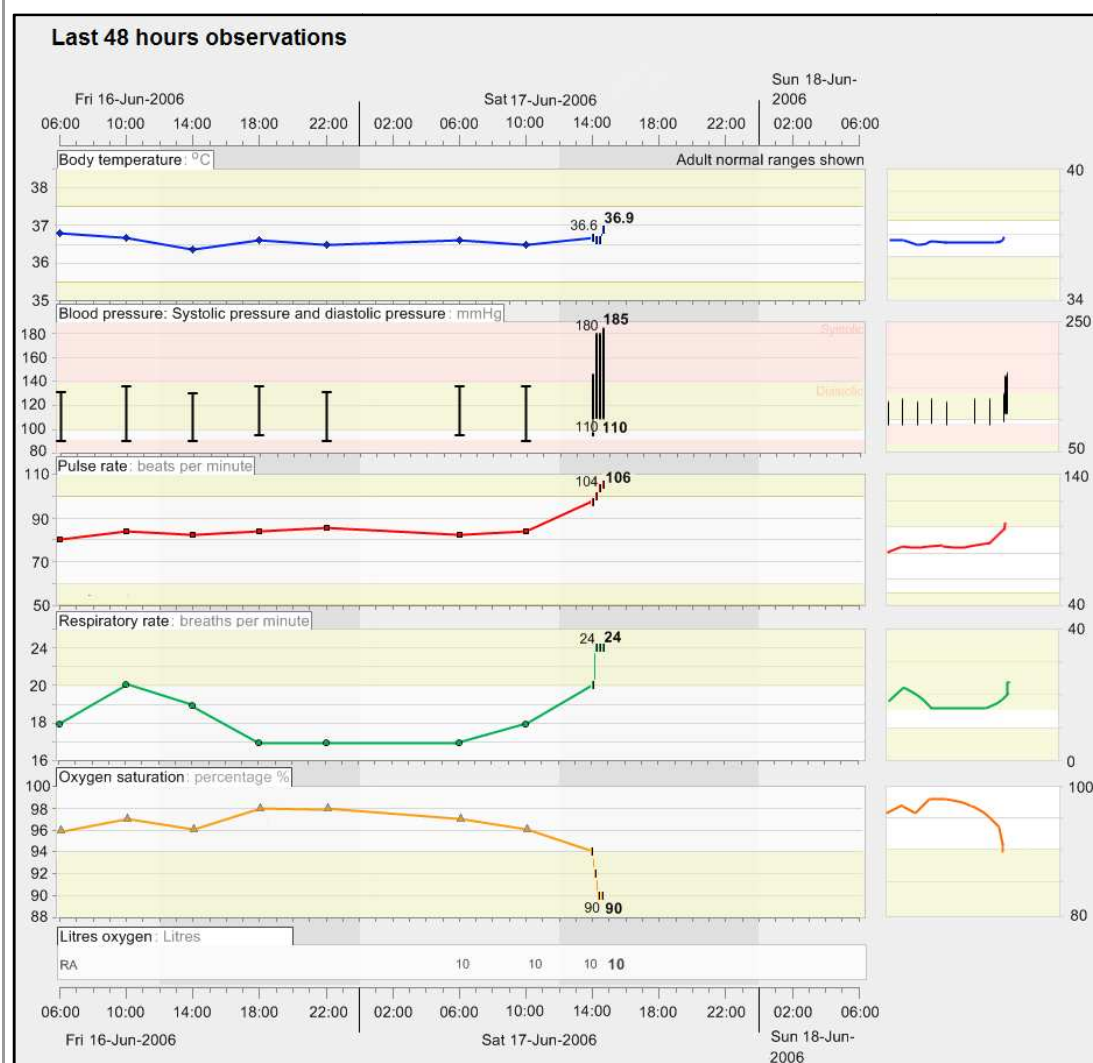 Last 48 hours observations
Fri 16-Jun-2006
Sat 17-Jun-2006
Sun 18-Jun-
2006
06:00 10:00 14:00 18:00 22:00 02:00 06:00 10:00 14:00 18:00 22:00 02:00 06:00
Body temperature: °C
Adult normal ranges shown
38
37
36
35
36.6
36.9
40
34
Blood pressure: Systolic pressure and diastolic pressure: mmHg
180
160
140
120
100
80
180
185
110
110
Systolic
Diastolic
250
50
Pulse rate: beats per minute
110
90
70
50
104
106
140
40
Respiratory rate: breaths per minute
24
20
18
16
24
24
40
0
Oxygen saturation: percentage %
100
98
96
94
92
90
88
90
90
100
80
Litres oxygen: Litres
RA 10 10 10 10
06:00 10:00 14:00 18:00 22:00 02:00 06:00 10:00 14:00 18:00 22:00 02:00 06:00
Fri 16-Jun-2006
Sat 17-Jun-2006
Sun 18-Jun-
2006